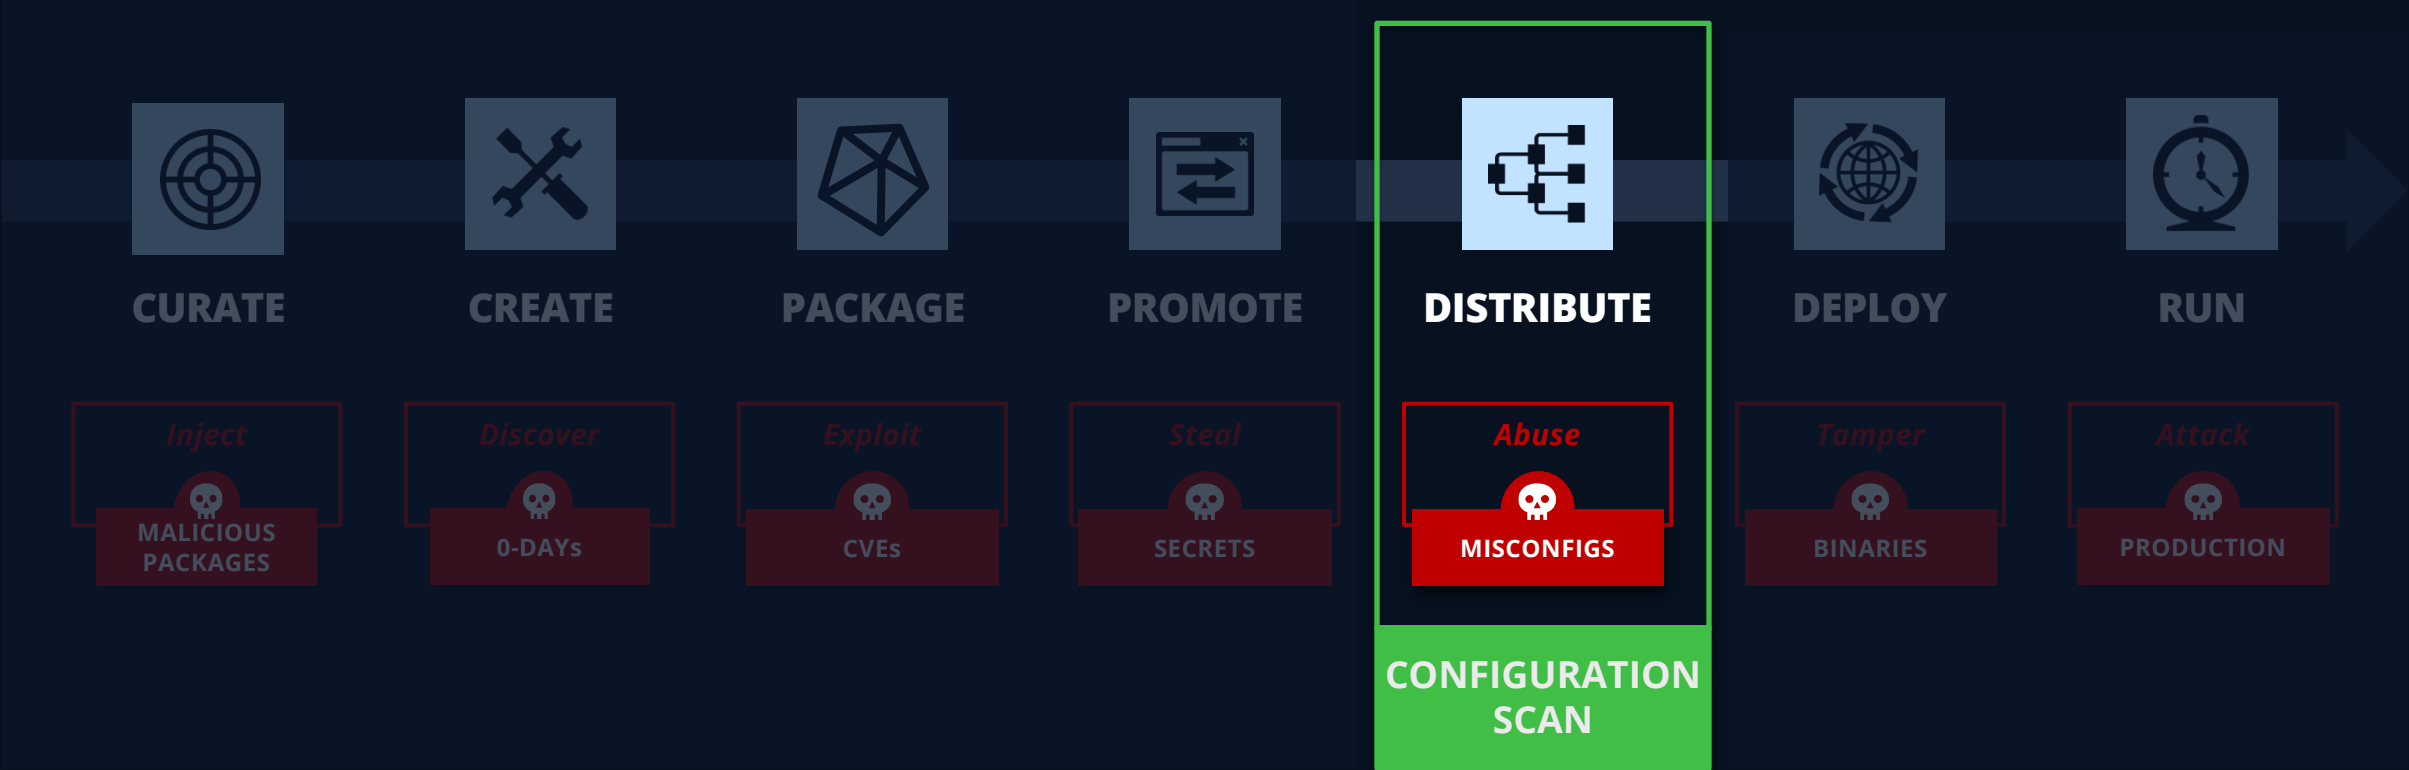 CURATE
CREATE
PACKAGE
PROMOTE
DISTRIBUTE
DEPLOY
RUN
Inject
MALICIOUS
PACKAGES
Discover
0-DAYs
Exploit
CVEs
Steal
SECRETS
Abuse
MISCONFIGS
Tamper
BINARIES
Attack
PRODUCTION
CONFIGURATION
SCAN